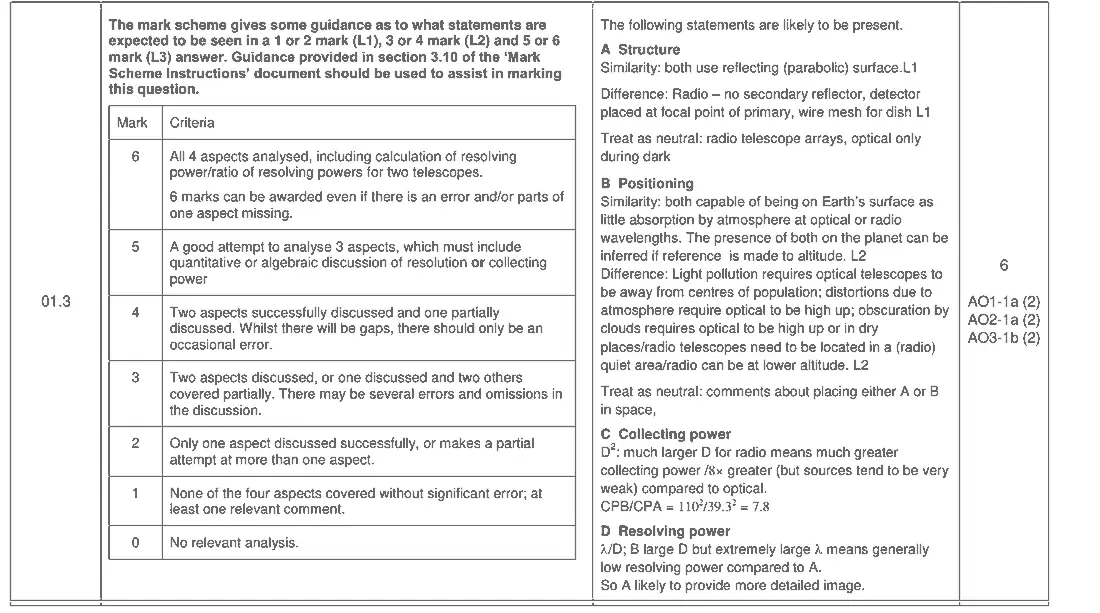 01.3
The mark scheme gives some guidance as to what statements are
expected to be seen in a 1 or 2 mark (L1), 3 or 4 mark (L2) and 5 or 6
mark (L3) answer. Guidance provided in section 3.10 of the ‘Mark
Scheme Instructions’ document should be used to assist in marking
this question.
Mark Criteria
6 All 4 aspects analysed, including calculation of resolving
power/ratio of resolving powers for two telescopes.
6 marks can be awarded even if there is an error and/or parts of
one aspect missing.
5 A good attempt to analyse 3 aspects, which must include
quantitative or algebraic discussion of resolution or collecting
power
4 Two aspects successfully discussed and one partially
discussed. Whilst there will be gaps, there should only be an
occasional error.
3 Two aspects discussed, or one discussed and two others
covered partially. There may be several errors and omissions in
the discussion.
2 Only one aspect discussed successfully, or makes a partial
attempt at more than one aspect.
1 None of the four aspects covered without significant error; at
least one relevant comment.
0 No relevant analysis.
The following statements are likely to be present.
A Structure
Similarity: both use reflecting (parabolic) surface.L1
Difference: Radio – no secondary reflector, detector
placed at focal point of primary, wire mesh for dish L1
Treat as neutral: radio telescope arrays, optical only
during dark
B Positioning
Similarity: both capable of being on Earth’s surface as
little absorption by atmosphere at optical or radio
wavelengths. The presence of both on the planet can be
inferred if reference is made to altitude. L2
Difference: Light pollution requires optical telescopes to
be away from centres of population; distortions due to
atmosphere require optical to be high up; obscuration by
clouds requires optical to be high up or in dry
places/radio telescopes need to be located in a (radio)
quiet area/radio can be at lower altitude. L2
Treat as neutral: comments about placing either A or B
in space,
C Collecting power
D²: much larger D for radio means much greater
collecting power /8× greater (but sources tend to be very
weak) compared to optical.
CPB/CPA = 110²/39.3² = 7.8
D Resolving power
λ/D; B large D but extremely large λ means generally
low resolving power compared to A.
So A likely to provide more detailed image.
6
AO1-1a (2)
AO2-1a (2)
AO3-1b (2)